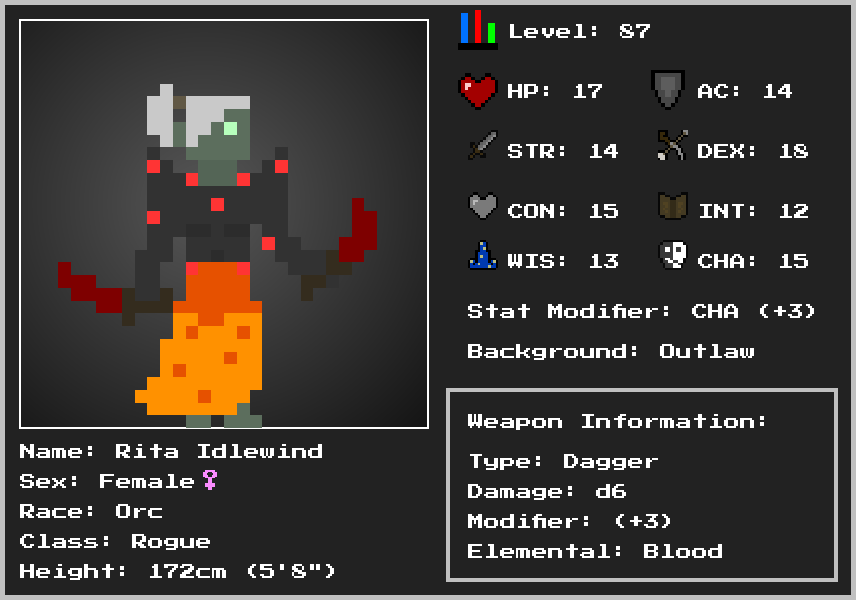 Level: 87
HP: 17
AC: 14
STR: 14
DEX: 18
CON: 15
INT: 12
WIS: 13
CHA: 15
Stat Modifier: CHA (+3)
Background: Outlaw
Weapon Information:
Type: Dagger
Damage: d6
Modifier: (+3)
Elemental: Blood
Name: Rita Idlewind
Sex: Female♀
Race: Orc
Class: Rogue
Height: 172cm (5'8")